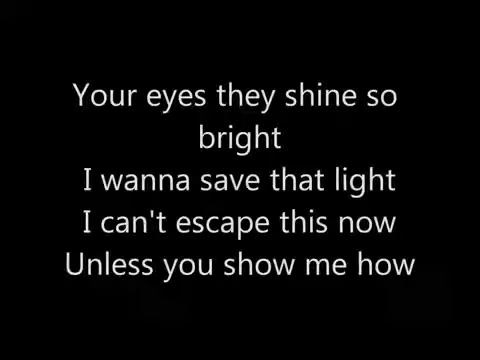 Your eyes they shine so
bright
I wanna save that light
I can't escape this now
Unless you show me how